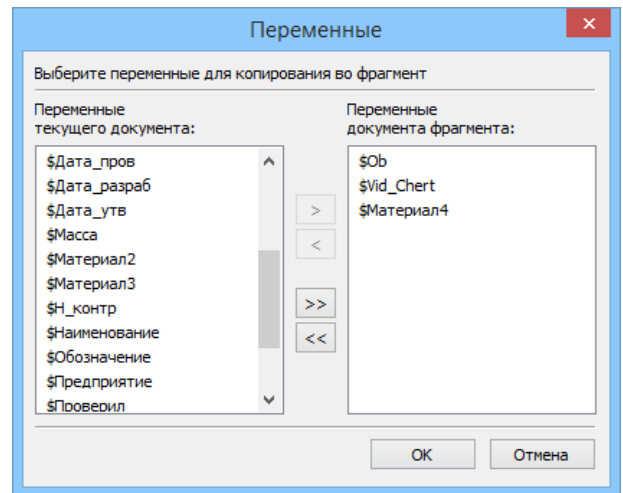 Переменные
Выберите переменные для копирования во фрагмент
Переменные
текущего документа:
$Дата_пров
$Дата_разраб
$Дата_утв
$Масса
$Материал2
$Материал3
$Н_контр
$Наименование
$Обозначение
$Предприятие
$Проверил
>
<
>>
<<
Переменные
документа фрагмента:
$Ob
$Vid_Chert
$Материал4
OK
Отмена